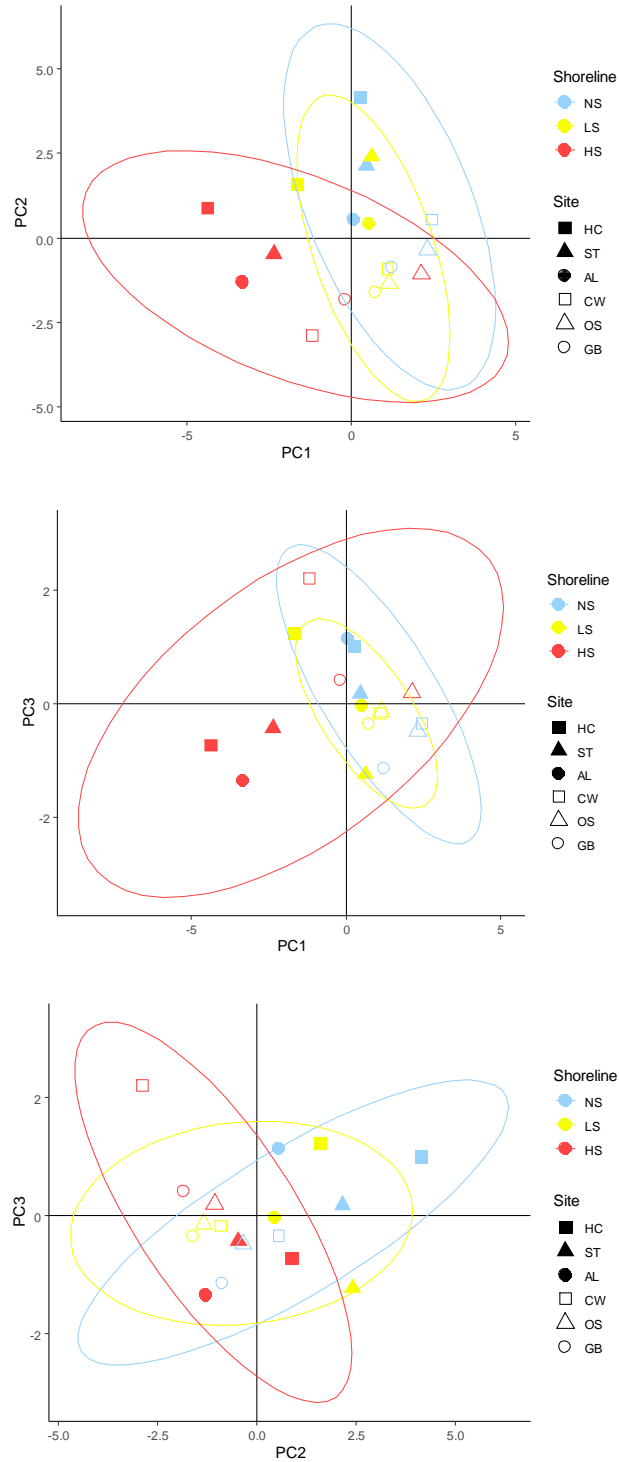 5.0
2.5
0.0
-2.5
-5.0
PC2
-5
0
5
PC1
Shoreline
NS
LS
HS
Site
HC
ST
AL
CW
OS
GB
2
0
-2
PC3
-5
0
5
PC1
Shoreline
NS
LS
HS
Site
HC
ST
AL
CW
OS
GB
2
0
-2
PC3
-5.0
-2.5
0.0
2.5
5.0
PC2
Shoreline
NS
LS
HS
Site
HC
ST
AL
CW
OS
GB